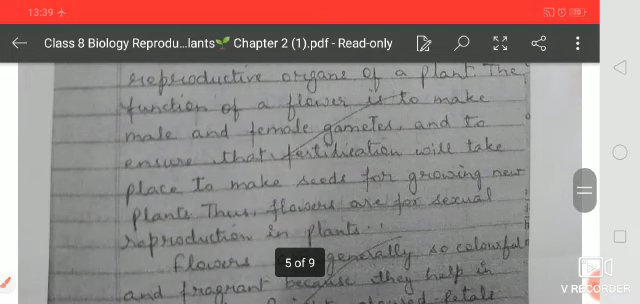 13:39
Class 8 Biology Reprodu...lants🌱 Chapter 2 (1).pdf - Read-only
reproductive organs of a plant. The
function of a flower is to make
male and female gametes, and to
ensure that fertilisation will take
place to make seeds for growing new
plants. Thus, flowers are for sexual
reproduction in plants.
5 of 9
Flowers generally so colourful
and fragrant because they help in
petals
V RECORDER